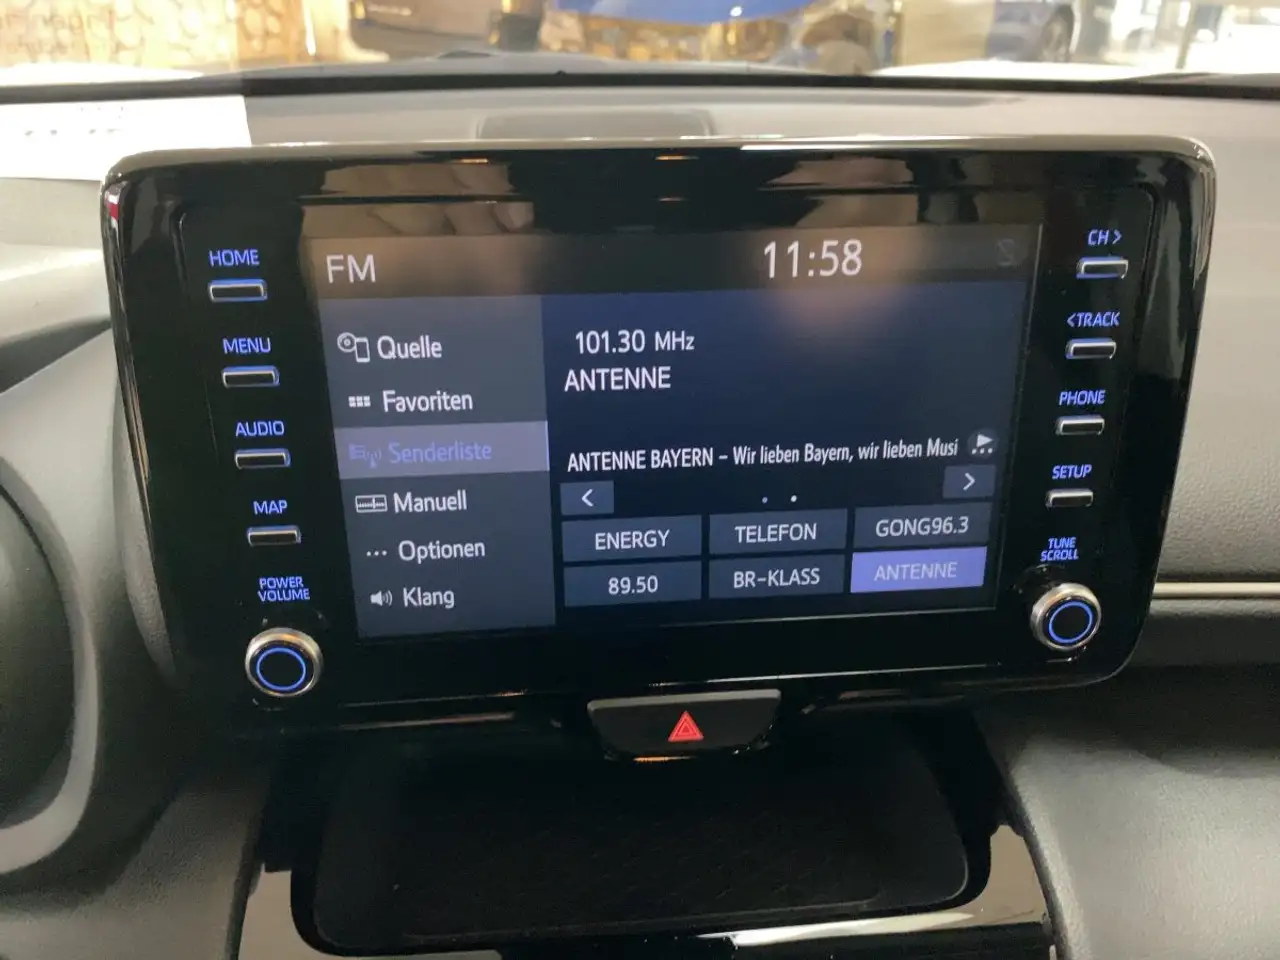 HOME
MENU
AUDIO
MAP
POWER
VOLUME
FM
11:58
Quelle
Favoriten
Senderliste
Manuell
Optionen
Klang
101.30 MHz
ANTENNE
ANTENNE BAYERN – Wir lieben Bayern, wir lieben Musi
<
>
ENERGY
TELEFON
GONG96.3
89.50
BR-KLASS
ANTENNE
CH >
<TRACK
PHONE
SETUP
TUNE
SCROLL